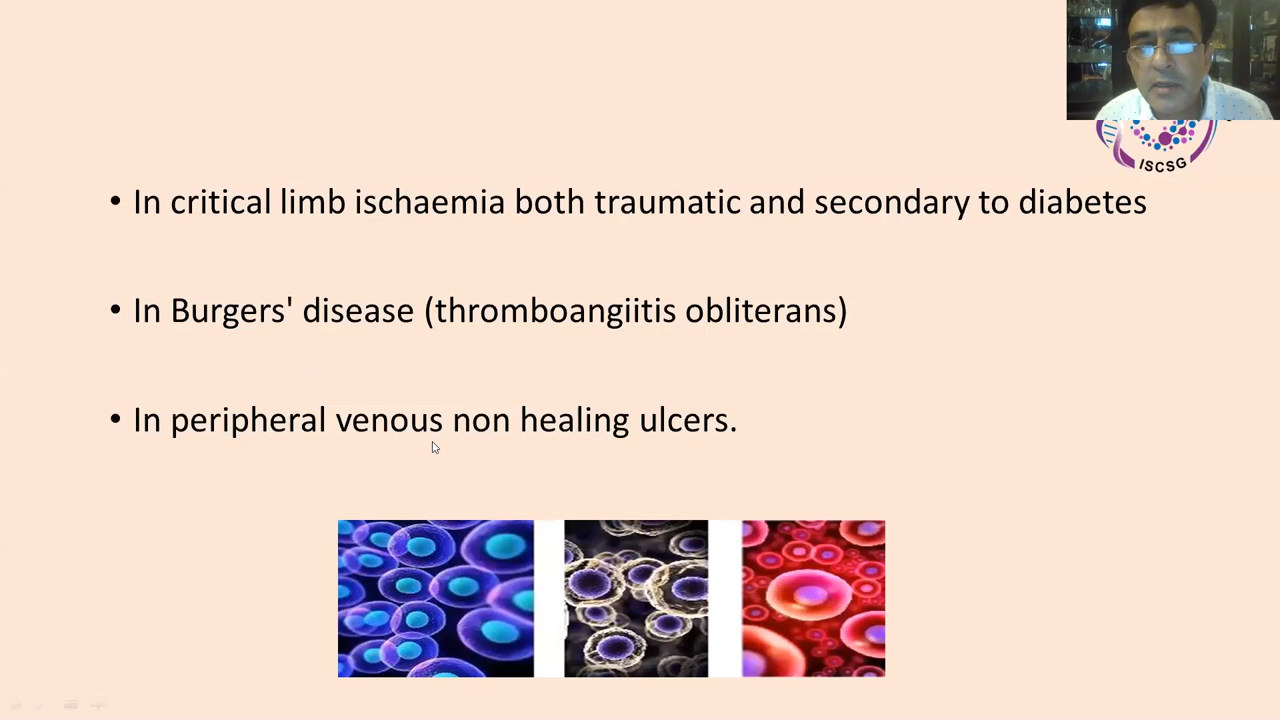 ISCSG
• In critical limb ischaemia both traumatic and secondary to diabetes
• In Burgers' disease (thromboangiitis obliterans)
• In peripheral venous non healing ulcers.